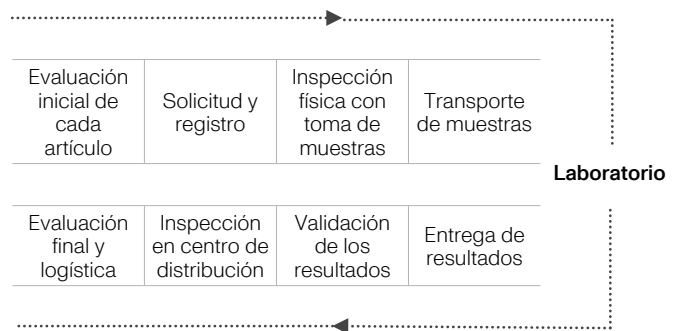 Evaluación
inicial de
cada
artículo
Solicitud y
registro
Inspección
física con
toma de
muestras
Transporte
de muestras
Laboratorio
Evaluación
final y
logística
Inspección
en centro de
distribución
Validación
de los
resultados
Entrega de
resultados